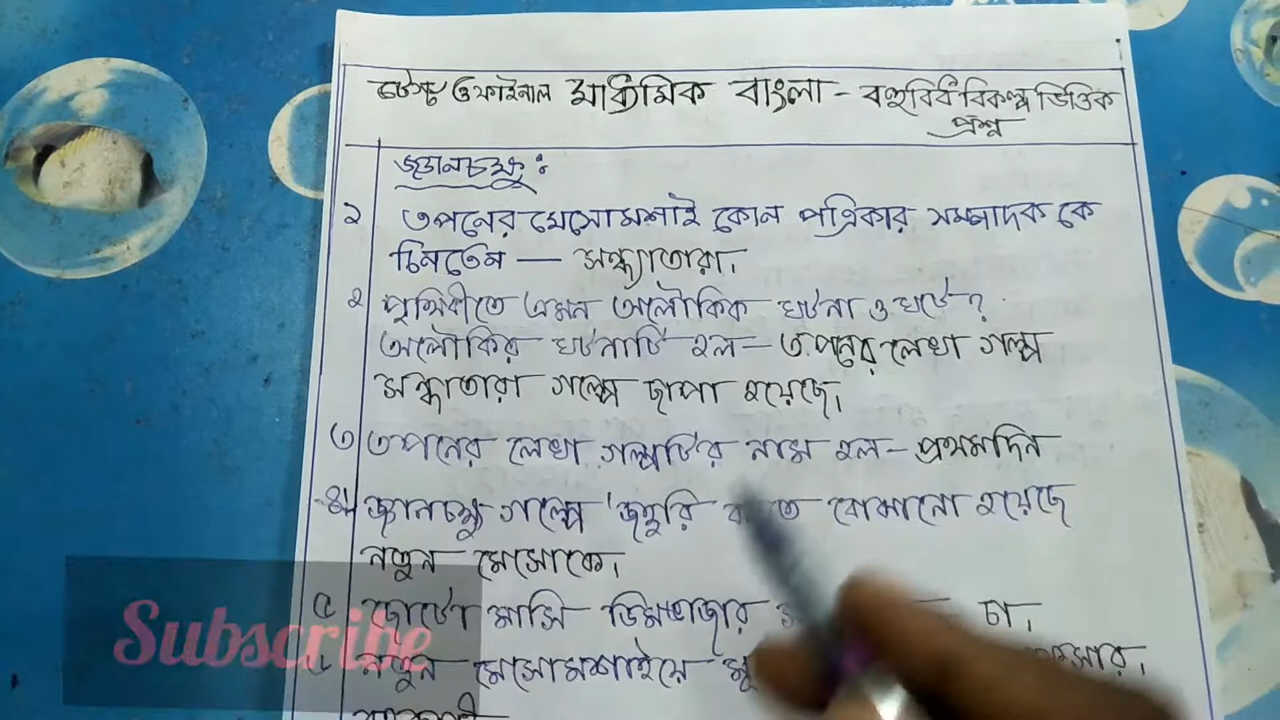 টেস্ট ও ফাইনাল মাধ্যমিক বাংলা - বহুবিধ বিকল্প ভিত্তিক
প্রশ্ন
জ্ঞানচক্ষু :
১ তপনের মেসোমশাই কোন পত্রিকার সম্পাদক কে
চিনতেন — সন্ধ্যাতারা।
২ পৃথিবীতে এমন অলৌকিক ঘটনা ও ঘটে?
অলৌকির ঘটনাটি হল - তপনের লেখা গল্প
সন্ধাতারা গল্পে ছাপা হয়েছে।
৩ তপনের লেখা গল্পটির নাম হল - প্রথমদিন
৪ জ্ঞানচক্ষু গল্পে 'জহুরি বোঝানো হয়েছে
নতুন মেসোকে।
৫ ছোটো মাসি ডিমভাজার - চা।
৬ নতুন মেসোমশাইয়ে
Subscribe